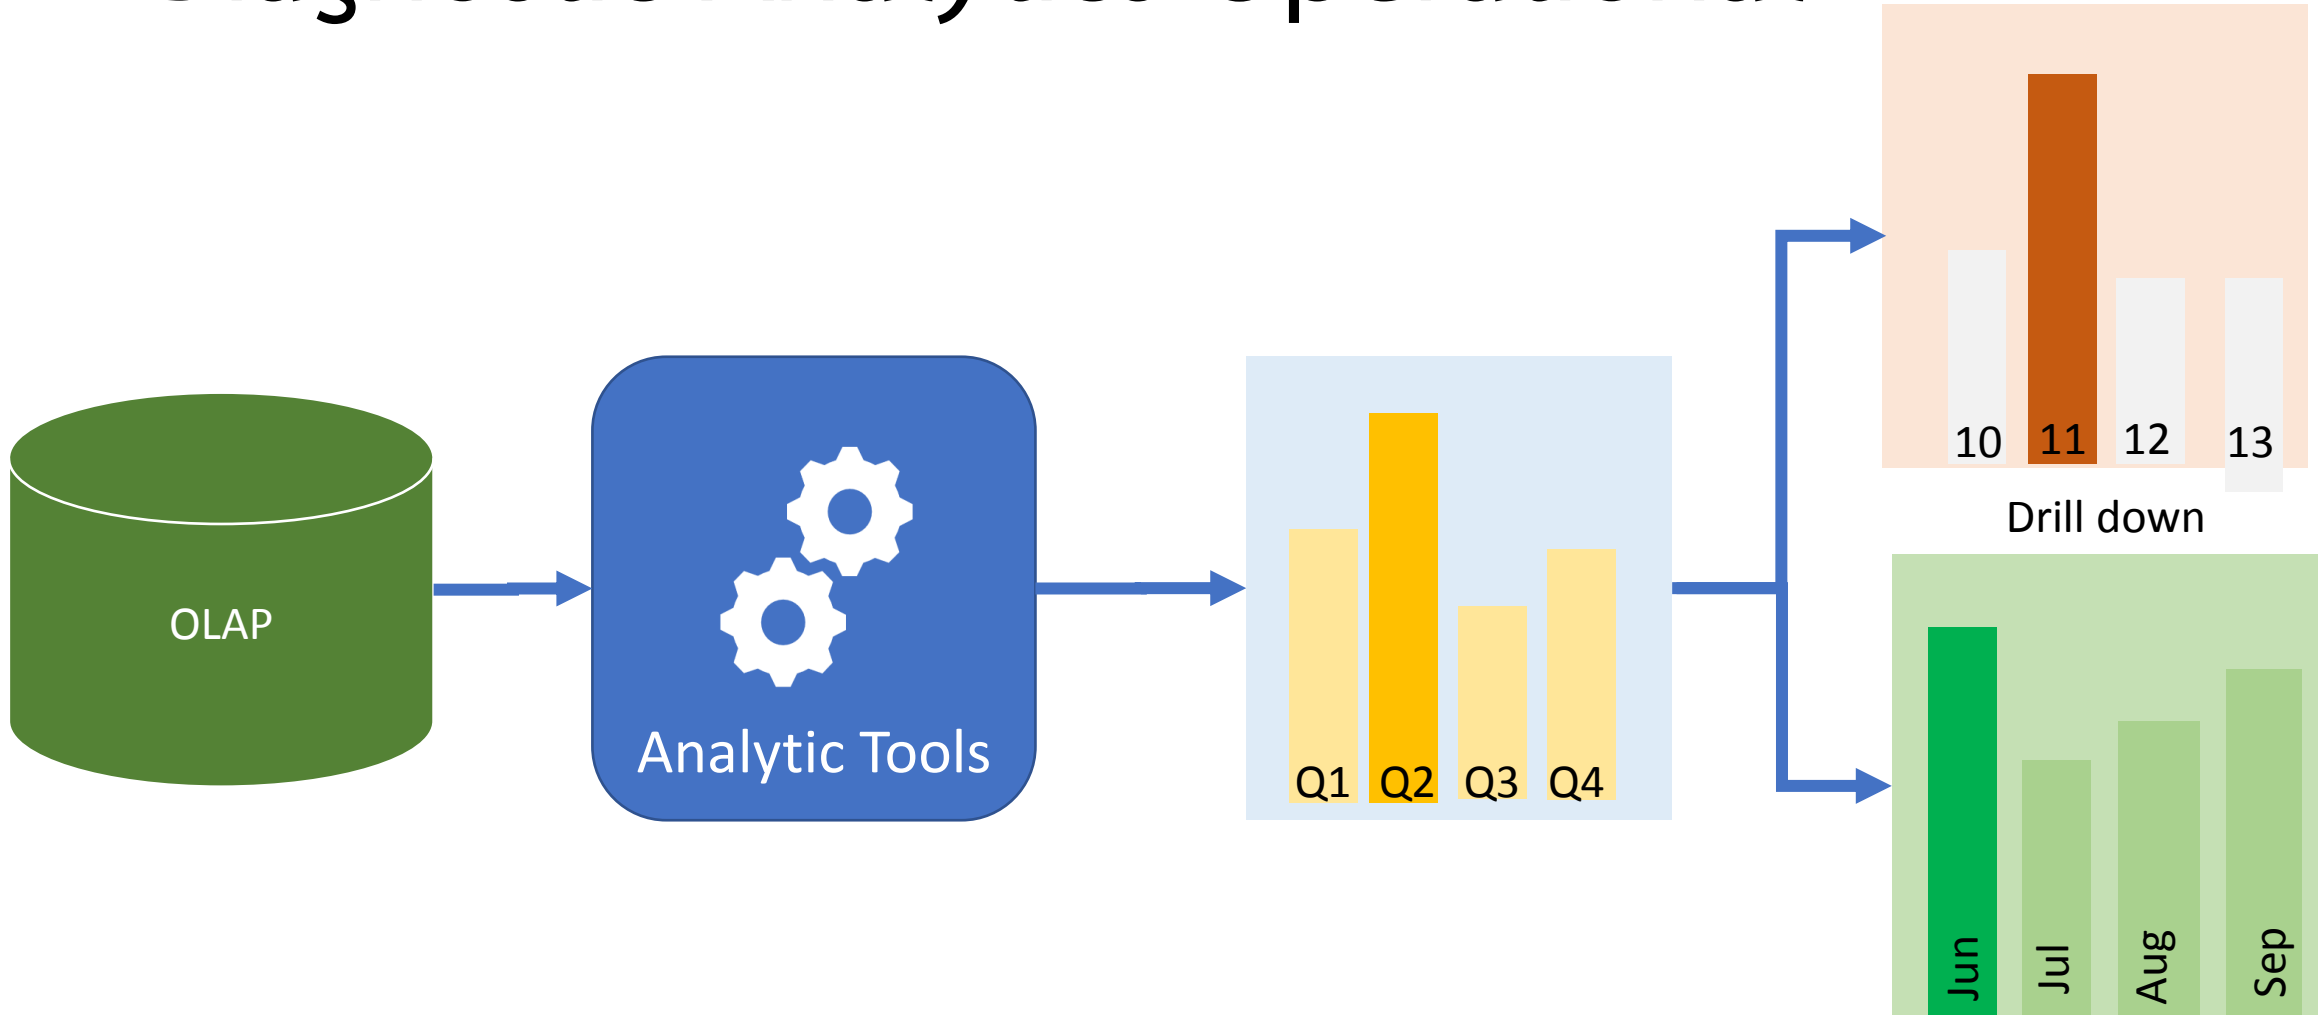 10 11 12 13
Drill down
OLAP
Analytic Tools
Q1 Q2 Q3 Q4
Jun Jul Aug Sep